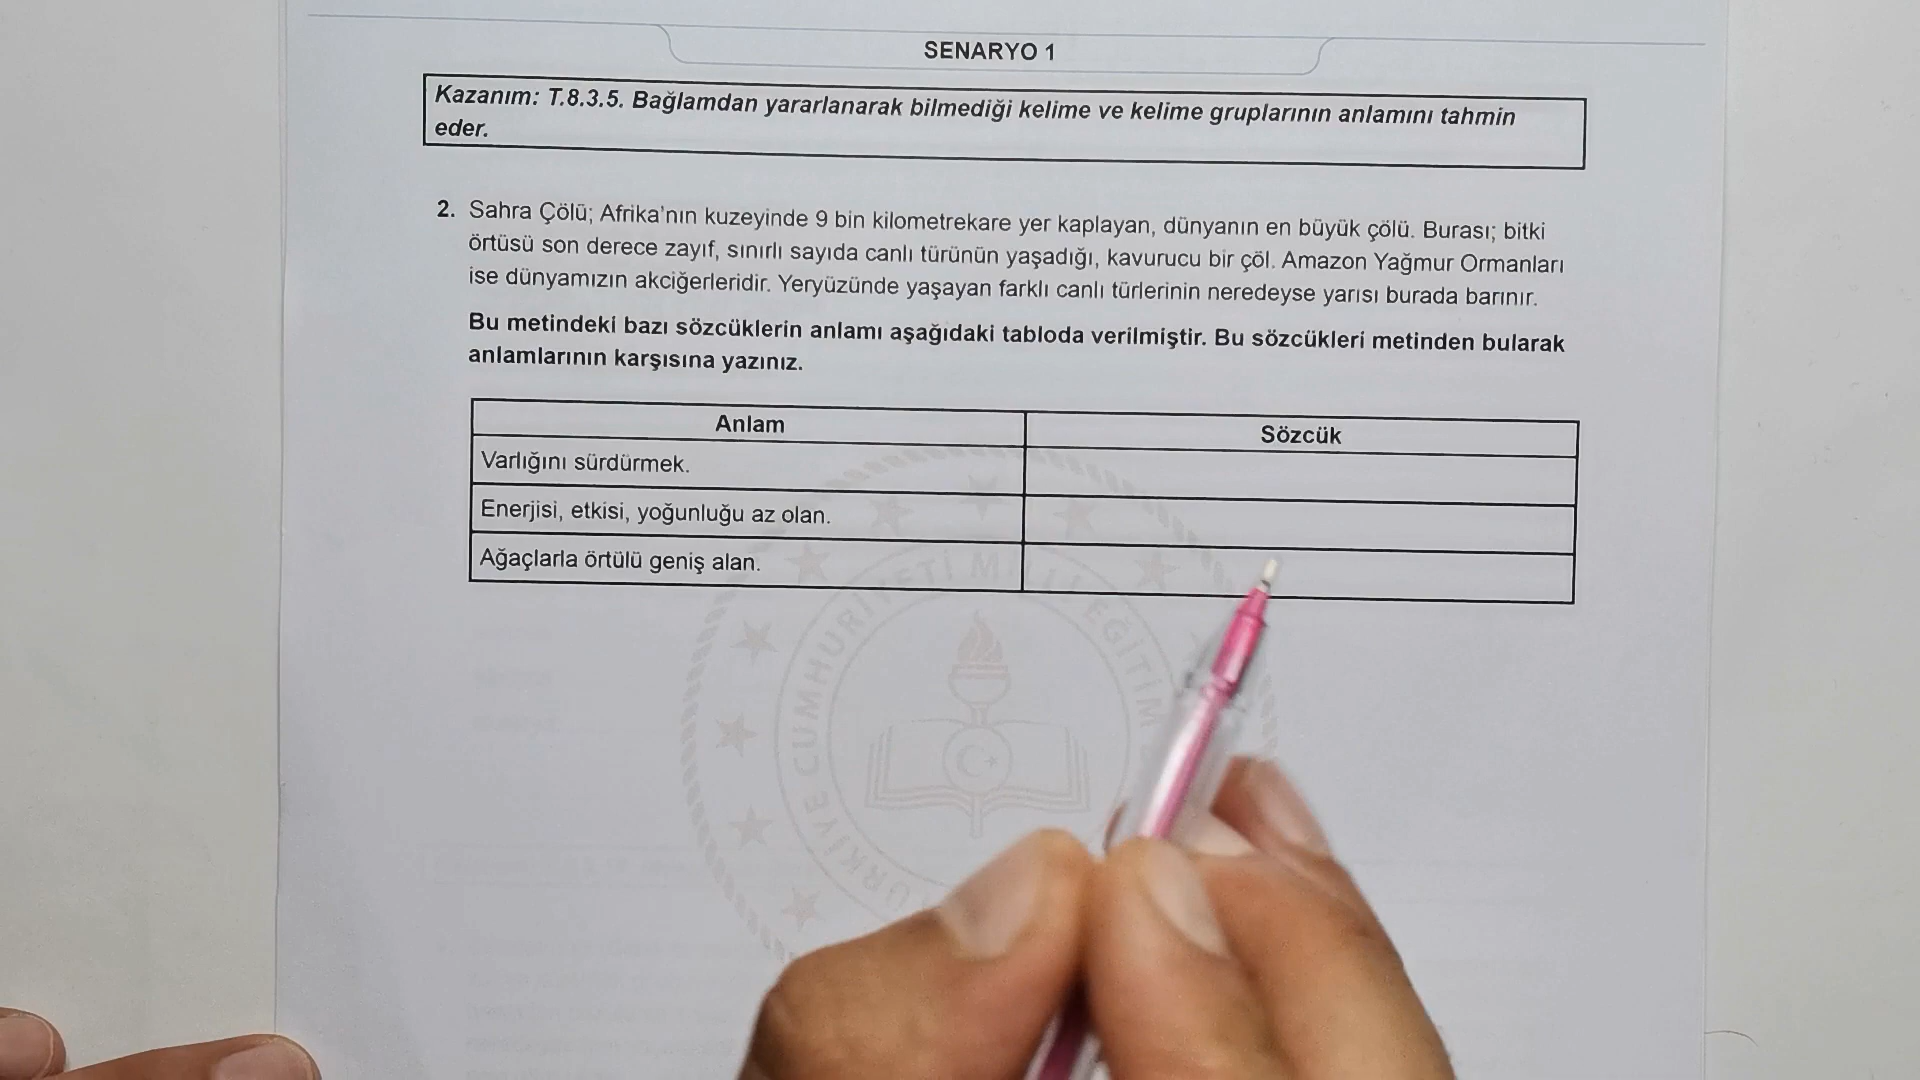 SENARYO 1
Kazanım: T.8.3.5. Bağlamdan yararlanarak bilmediği kelime ve kelime gruplarının anlamını tahmin
eder.
2. Sahra Çölü; Afrika’nın kuzeyinde 9 bin kilometrekare yer kaplayan, dünyanın en büyük çölü. Burası; bitki
örtüsü son derece zayıf, sınırlı sayıda canlı türünün yaşadığı, kavurucu bir çöl. Amazon Yağmur Ormanları
ise dünyamızın akciğerleridir. Yeryüzünde yaşayan farklı canlı türlerinin neredeyse yarısı burada barınır.
Bu metindeki bazı sözcüklerin anlamı aşağıdaki tabloda verilmiştir. Bu sözcükleri metinden bularak
anlamlarının karşısına yazınız.
Anlam Sözcük
Varlığını sürdürmek.
Enerjisi, etkisi, yoğunluğu az olan.
Ağaçlarla örtülü geniş alan.